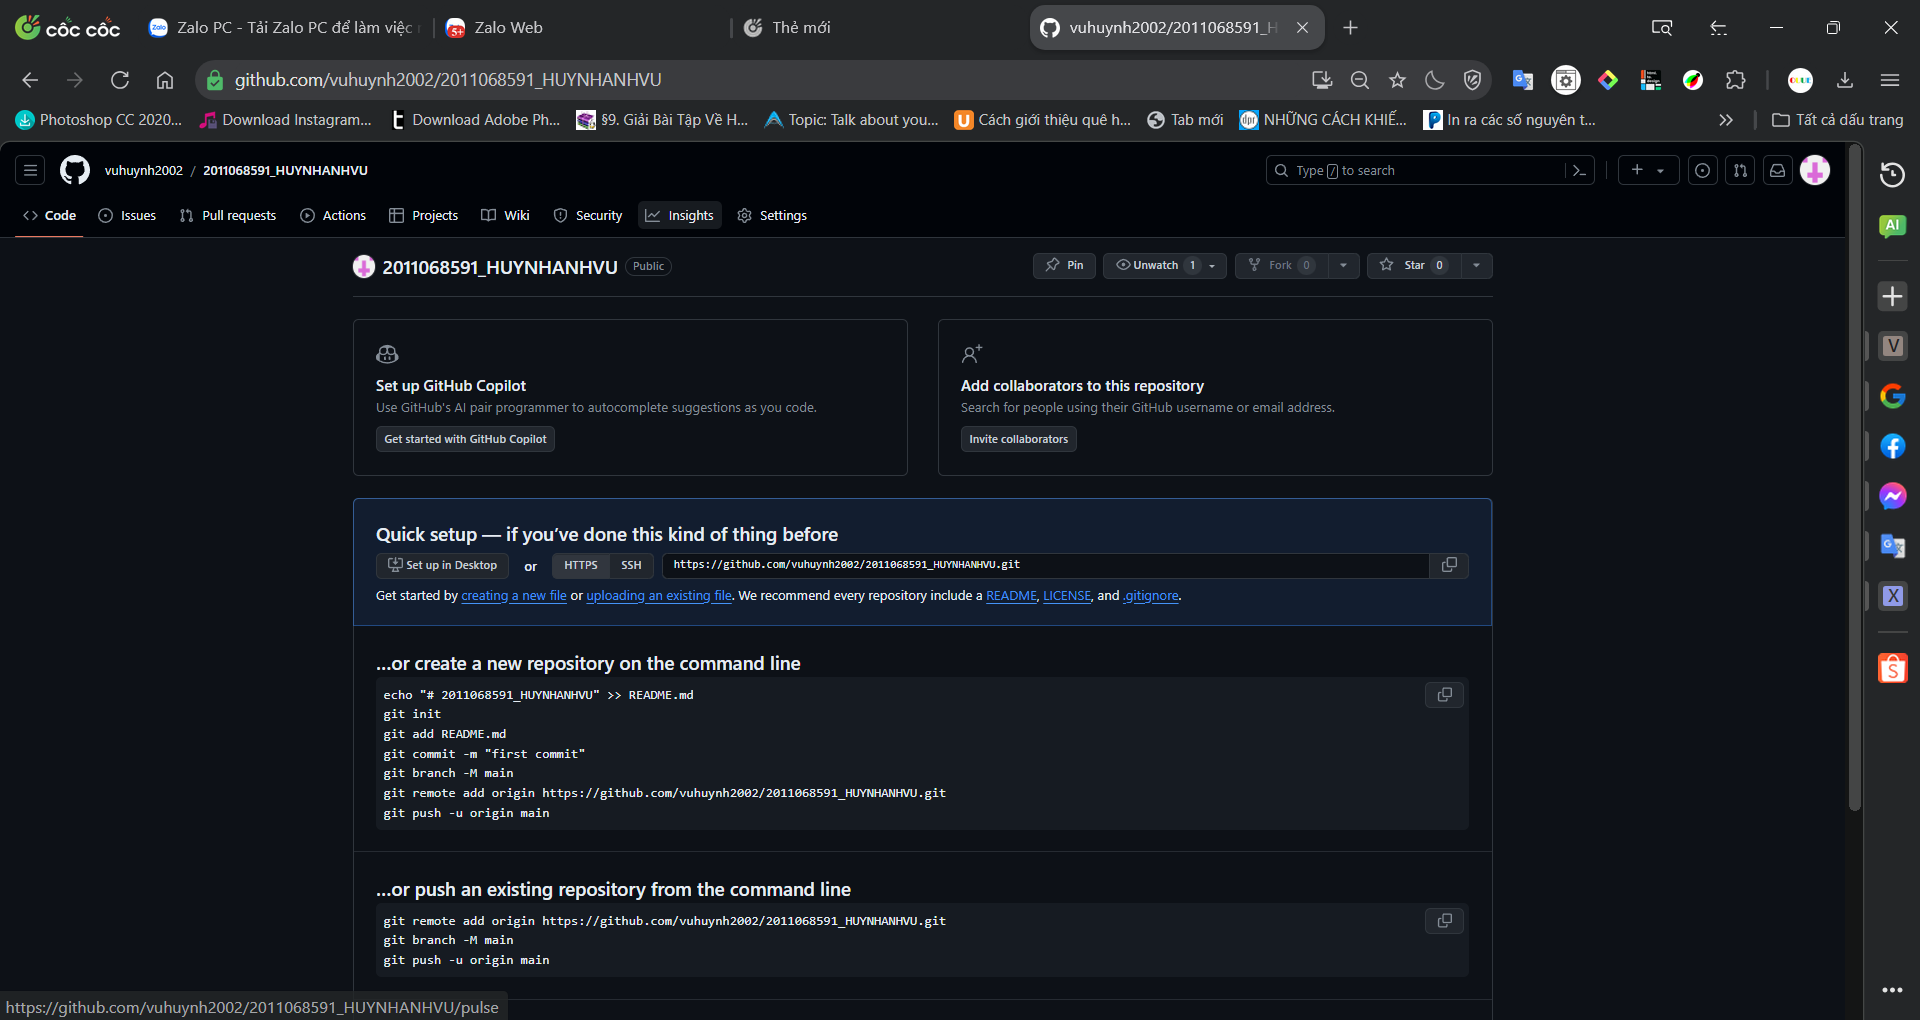 cốc cốc
Zalo PC - Tải Zalo PC để làm việc
5+ Zalo Web
Thẻ mới
vuhuynh2002/2011068591_H
github.com/vuhuynh2002/2011068591_HUYNHANHVU
Photoshop CC 2020...
Download Instagram...
Download Adobe Ph...
§9. Giải Bài Tập Về H...
Topic: Talk about you...
Cách giới thiệu quê h...
Tab mới
NHỮNG CÁCH KHIẾ...
In ra các số nguyên t...
Tất cả dấu trang
vuhuynh2002 / 2011068591_HUYNHANHVU
Type / to search
Code
Issues
Pull requests
Actions
Projects
Wiki
Security
Insights
Settings
2011068591_HUYNHANHVU Public
Pin
Unwatch 1
Fork 0
Star 0
Set up GitHub Copilot
Use GitHub's AI pair programmer to autocomplete suggestions as you code.
Get started with GitHub Copilot
Add collaborators to this repository
Search for people using their GitHub username or email address.
Invite collaborators
Quick setup — if you’ve done this kind of thing before
Set up in Desktop or HTTPS SSH https://github.com/vuhuynh2002/2011068591_HUYNHANHVU.git
Get started by creating a new file or uploading an existing file. We recommend every repository include a README, LICENSE, and .gitignore.
…or create a new repository on the command line
echo "# 2011068591_HUYNHANHVU" >> README.md
git init
git add README.md
git commit -m "first commit"
git branch -M main
git remote add origin https://github.com/vuhuynh2002/2011068591_HUYNHANHVU.git
git push -u origin main
…or push an existing repository from the command line
git remote add origin https://github.com/vuhuynh2002/2011068591_HUYNHANHVU.git
git branch -M main
git push -u origin main
https://github.com/vuhuynh2002/2011068591_HUYNHANHVU/pulse
AI
V
X